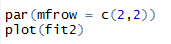 par(mfrow = c(2,2))
plot(fit2)